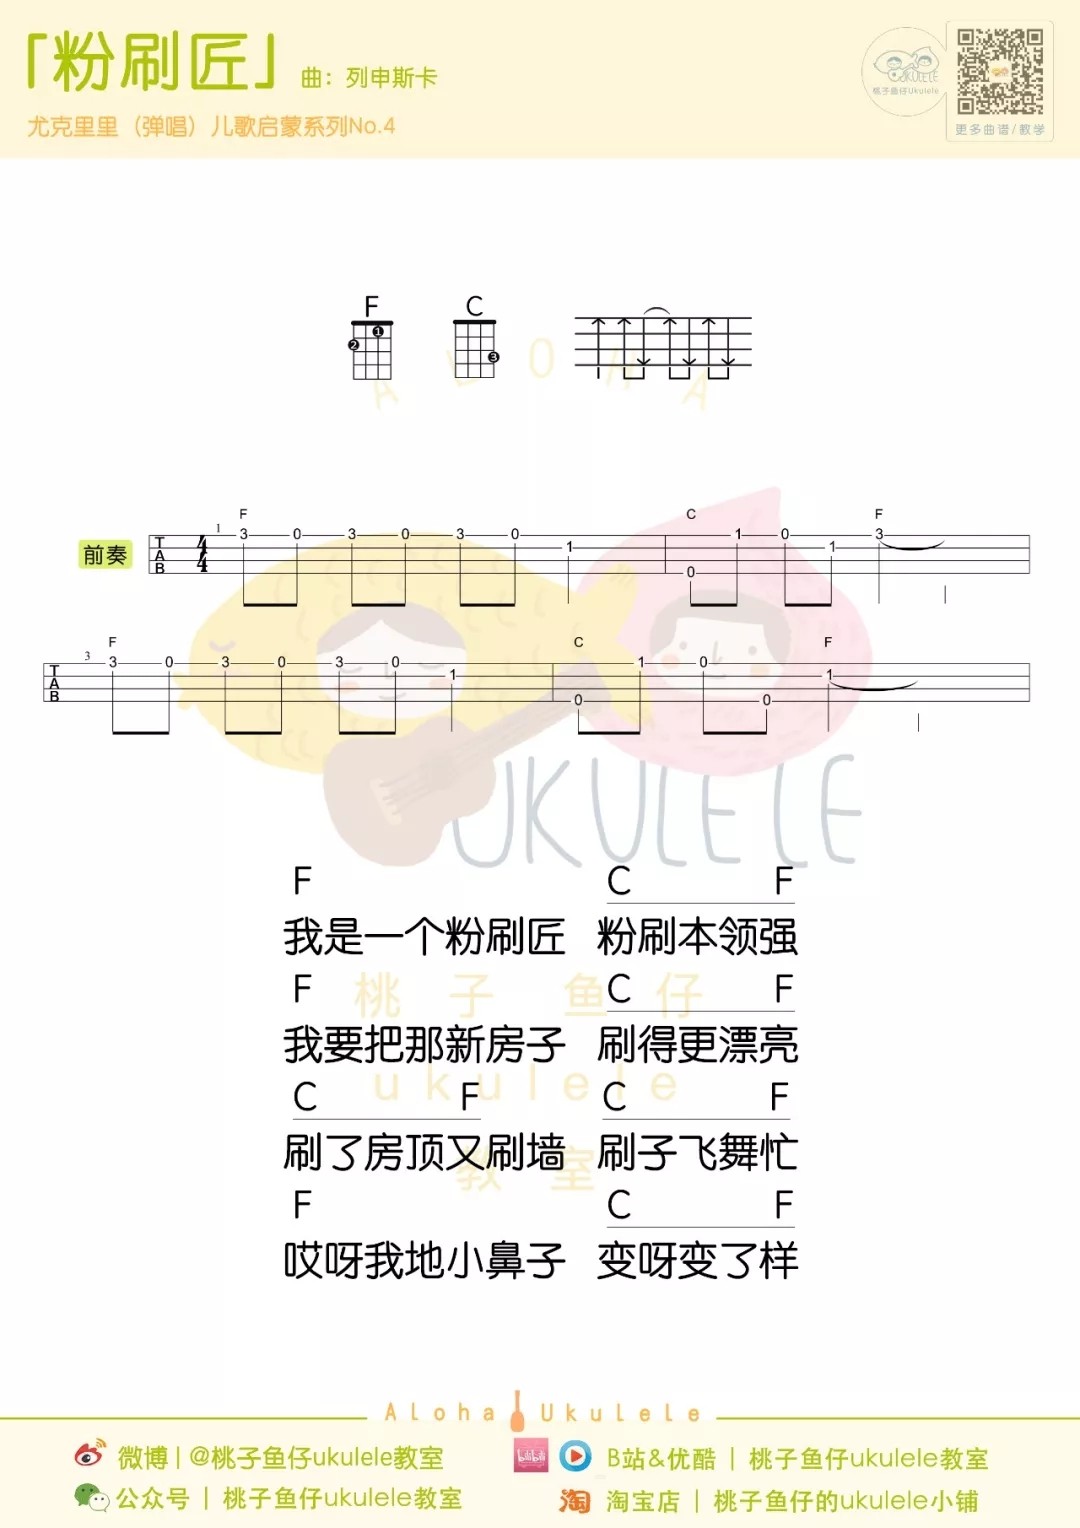 「粉刷匠」 曲：列申斯卡
尤克里里（弹唱）儿歌启蒙系列No.4
UKULELE
桃子鱼仔Ukulele
更多曲谱/教学
F C
ALOHA
F C F
前奏 TAB 4/4 1 3 0 3 0 3 0 1 0 1 0 1 3
F C F
3 TAB 3 0 3 0 3 0 1 0 1 0 0 1
UKULELE
F C F
我是一个粉刷匠 粉刷本领强
桃子鱼仔
F C F
我要把那新房子 刷得更漂亮
ukulele
C F C F
刷了房顶又刷墙 刷子飞舞忙
教室
F C F
哎呀我地小鼻子 变呀变了样
Aloha Ukulele
微博 | @桃子鱼仔ukulele教室
bilibili B站&优酷 | 桃子鱼仔ukulele教室
公众号 | 桃子鱼仔ukulele教室
淘 淘宝店 | 桃子鱼仔的ukulele小铺